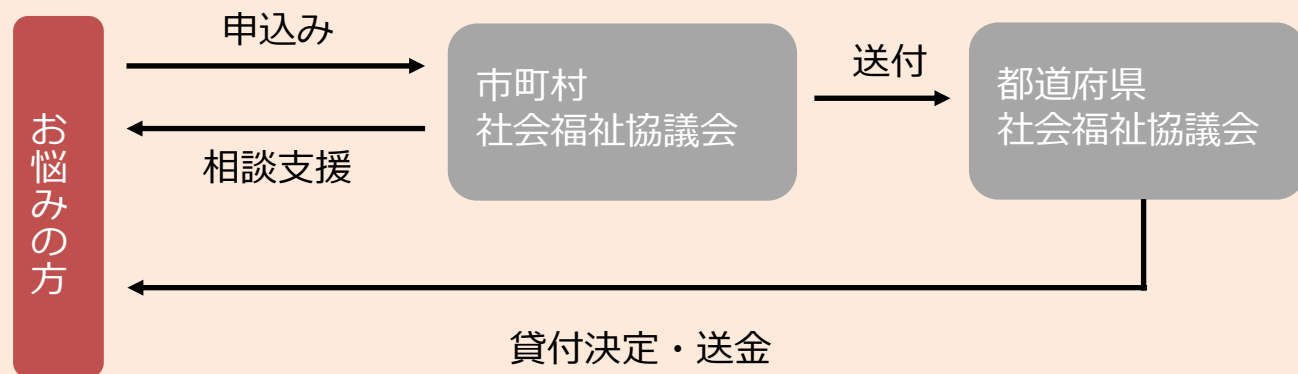 お悩みの方
申込み
相談支援
市町村
社会福祉協議会
送付
都道府県
社会福祉協議会
貸付決定・送金